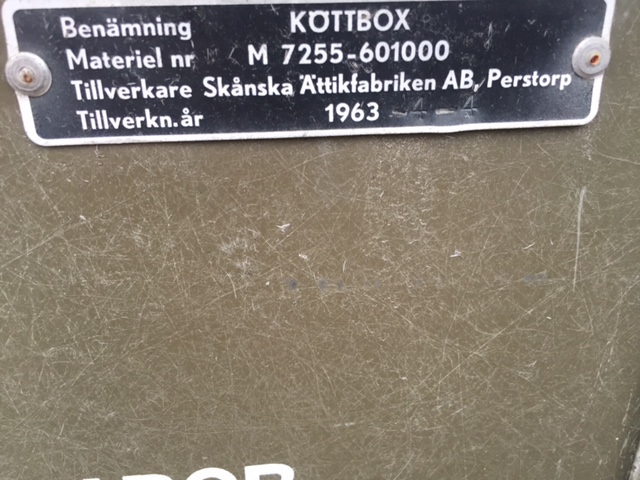 Benämning KÖTTBOX
Materiel nr M 7255-601000
Tillverkare Skånska Ättikfabriken AB, Perstorp
Tillverkn.år 1963